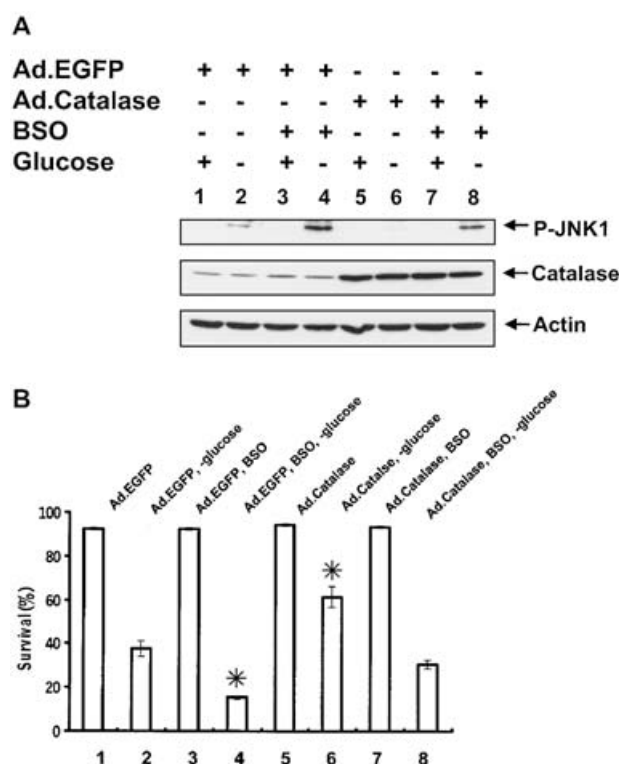 A
Ad.EGFP + + + + - - - -
Ad.Catalase - - - - + + + +
BSO - - + + - - + +
Glucose + - + - + - + -
1 2 3 4 5 6 7 8
P-JNK1
Catalase
Actin
B
Ad.EGFP
Ad.EGFP, -glucose
Ad.EGFP, BSO
Ad.EGFP, BSO, -glucose
Ad.Catalase
Ad.Catalse, -glucose
Ad.Catalase, BSO
Ad.Catalase, BSO, -glucose
Survival (%)
100
80
60
40
20
0
1 2 3 4 5 6 7 8